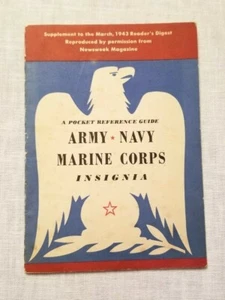 Supplement to the March, 1943 Reader's Digest
Reproduced by permission from
Newsweek Magazine
A POCKET REFERENCE GUIDE
ARMY • NAVY
MARINE CORPS
INSIGNIA